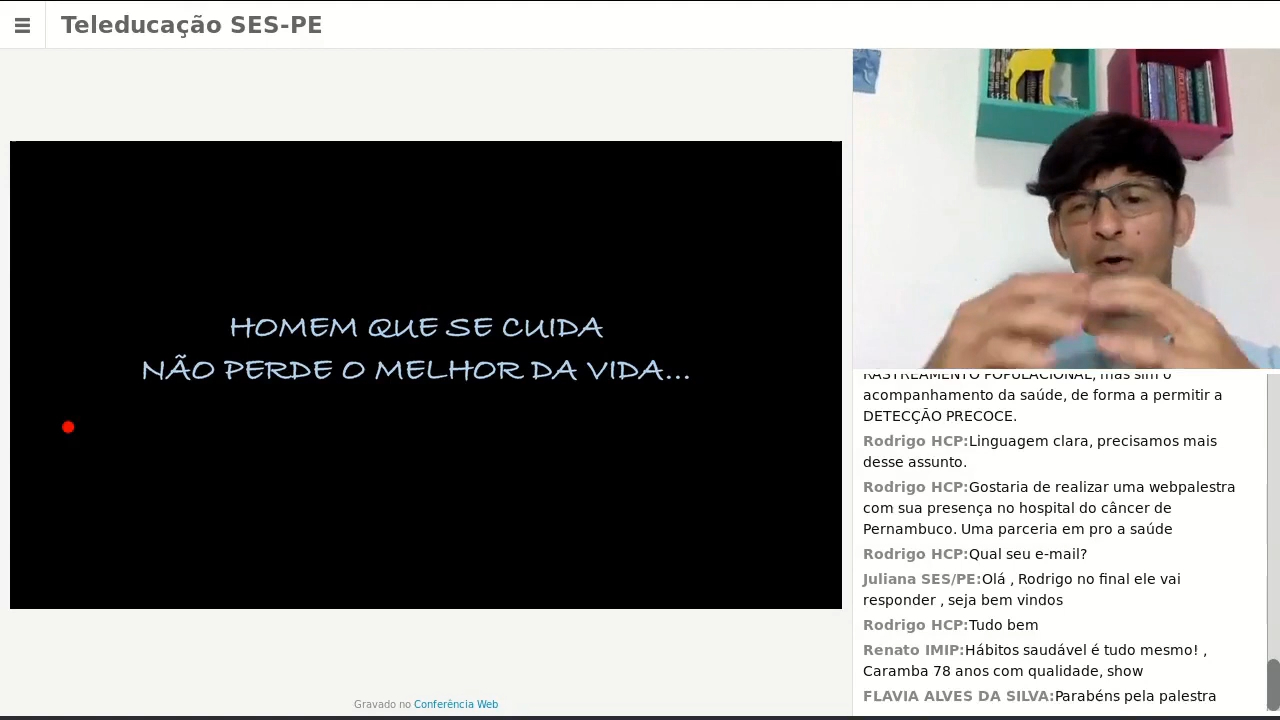 Teleducação SES-PE
HOMEM QUE SE CUIDA
NÃO PERDE O MELHOR DA VIDA...
RASTREAMENTO POPULACIONAL, mas sim o
acompanhamento da saúde, de forma a permitir a
DETECÇÃO PRECOCE.
Rodrigo HCP:Linguagem clara, precisamos mais
desse assunto.
Rodrigo HCP:Gostaria de realizar uma webpalestra
com sua presença no hospital do câncer de
Pernambuco. Uma parceria em pro a saúde
Rodrigo HCP:Qual seu e-mail?
Juliana SES/PE:Olá , Rodrigo no final ele vai
responder , seja bem vindos
Rodrigo HCP:Tudo bem
Renato IMIP:Hábitos saudável é tudo mesmo! ,
Caramba 78 anos com qualidade, show
FLAVIA ALVES DA SILVA:Parabéns pela palestra
Gravado no Conferência Web